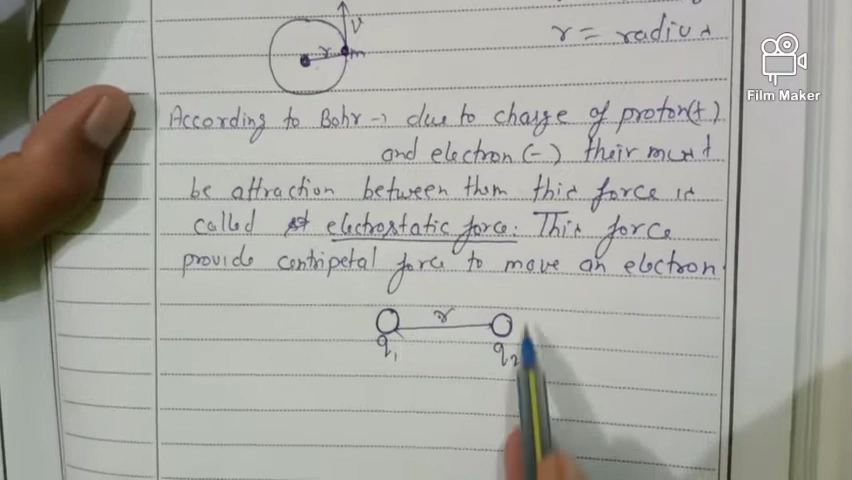 v
r = radius
r
m
Film Maker
According to Bohr → due to charge of proton(+)
and electron (-) their must
be attraction between them this force is
called electrostatic force. This force
provide centripetal force to move an electron.
r
q1
q2